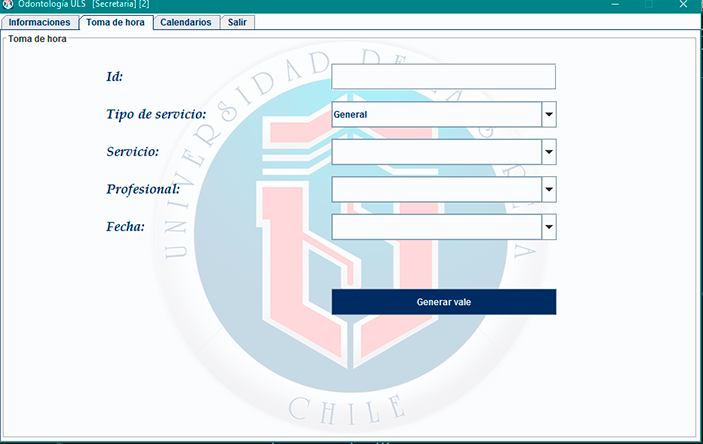 Odontología ULS [Secretaria] [2]
Informaciones Toma de hora Calendarios Salir
Toma de hora
Id:
Tipo de servicio: General
Servicio:
Profesional:
Fecha:
Generar vale
UNIVERSIDAD DE LA
CHILE